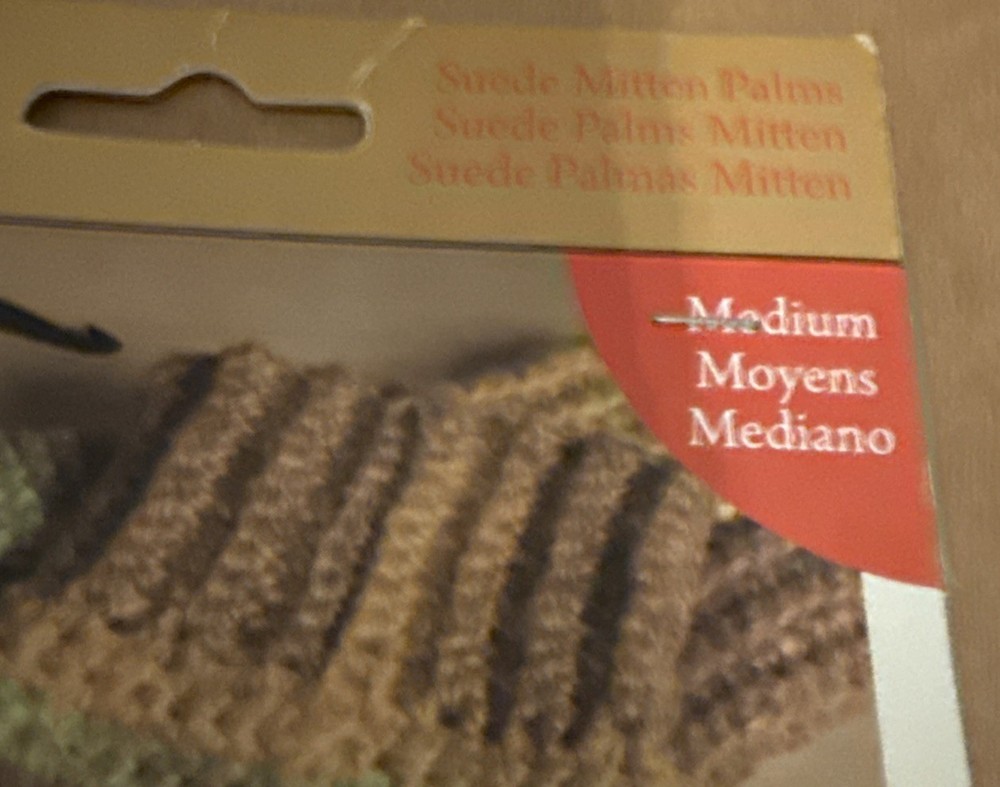 Suede Mitten Palms
Suede Palms Mitten
Suede Palmas Mitten
Medium
Moyens
Mediano